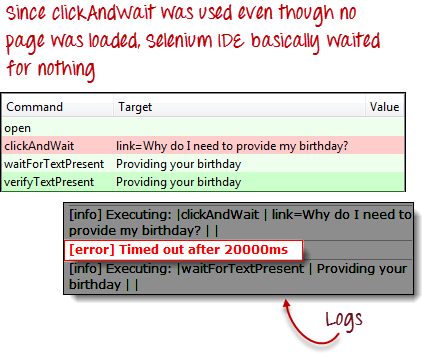 Since clickAndWait was used even though no
page was loaded, Selenium IDE basically waited
for nothing
Command Target Value
open
clickAndWait link=Why do I need to provide my birthday?
waitForTextPresent Providing your birthday
verifyTextPresent Providing your birthday
[info] Executing: |clickAndWait | link=Why do I need to
provide my birthday? | |
[error] Timed out after 20000ms
[info] Executing: |waitForTextPresent | Providing your
birthday | |
Logs